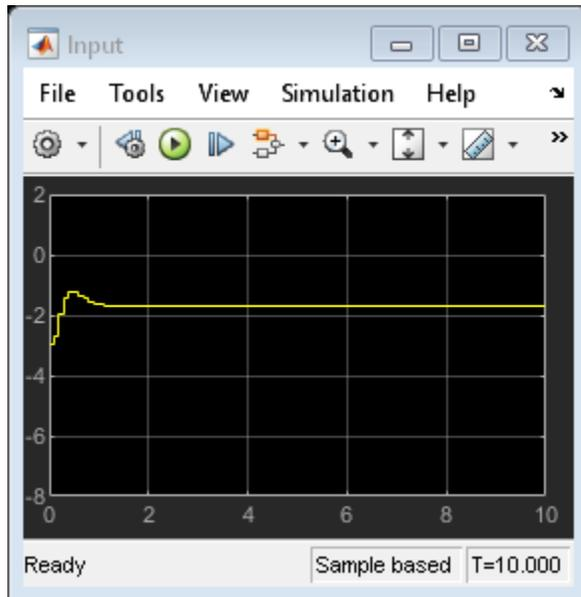 Input
File Tools View Simulation Help
2
0
-2
-4
-6
-8
0 2 4 6 8 10
Ready Sample based T=10.000